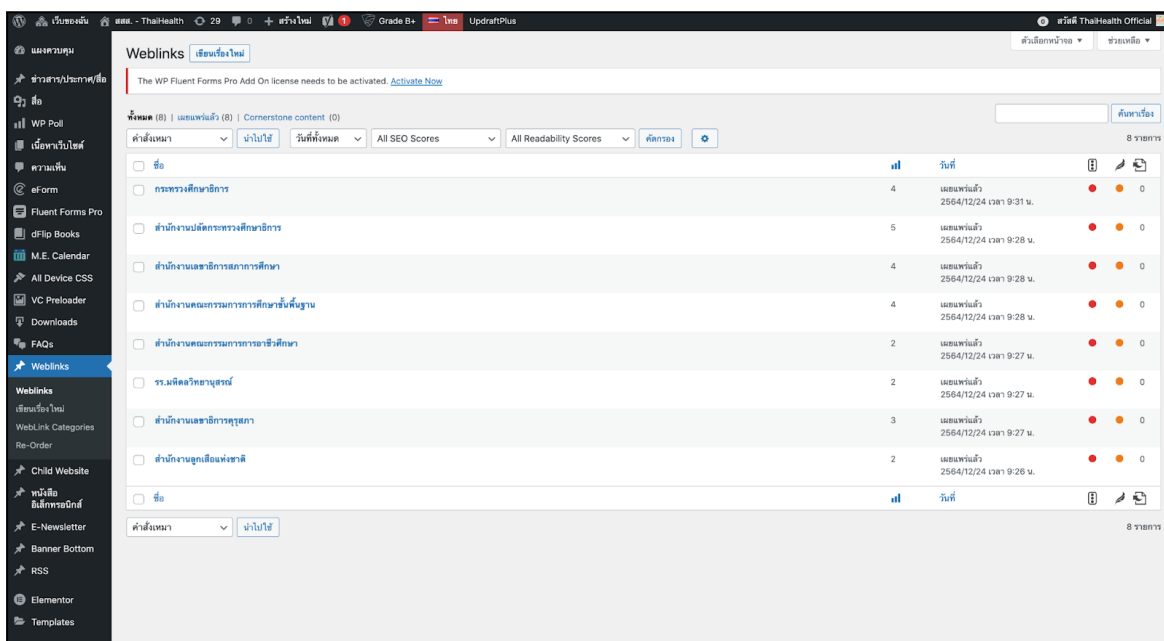 เว็บของฉัน สสส. - ThaiHealth 29 0 สร้างใหม่ 1 Grade B+ ไทย UpdraftPlus 0 สวัสดี ThaiHealth Official
แผงควบคุม
ข่าวสาร/ประกาศ/สื่อ
สื่อ
WP Poll
เนื้อหาเว็บไซต์
ความเห็น
eForm
Fluent Forms Pro
dFlip Books
M.E. Calendar
All Device CSS
VC Preloader
Downloads
FAQs
Weblinks
Weblinks
เขียนเรื่องใหม่
WebLink Categories
Re-Order
Child Website
หนังสือ
อิเล็กทรอนิกส์
E-Newsletter
Banner Bottom
RSS
Elementor
Templates
ตัวเลือกหน้าจอ ช่วยเหลือ
Weblinks เขียนเรื่องใหม่
The WP Fluent Forms Pro Add On license needs to be activated. Activate Now
ทั้งหมด (8) | เผยแพร่แล้ว (8) | Cornerstone content (0)
ค้นหาเรื่อง
คำสั่งเหมา นำไปใช้ วันที่ทั้งหมด All SEO Scores All Readability Scores คัดกรอง 8 รายการ
ชื่อ วันที่
กระทรวงศึกษาธิการ 4 เผยแพร่แล้ว 0
2564/12/24 เวลา 9:31 น.
สำนักงานปลัดกระทรวงศึกษาธิการ 5 เผยแพร่แล้ว 0
2564/12/24 เวลา 9:28 น.
สำนักงานเลขาธิการสภาการศึกษา 4 เผยแพร่แล้ว 0
2564/12/24 เวลา 9:28 น.
สำนักงานคณะกรรมการการศึกษาขั้นพื้นฐาน 4 เผยแพร่แล้ว 0
2564/12/24 เวลา 9:28 น.
สำนักงานคณะกรรมการการอาชีวศึกษา 2 เผยแพร่แล้ว 0
2564/12/24 เวลา 9:27 น.
รร.มหิดลวิทยานุสรณ์ 2 เผยแพร่แล้ว 0
2564/12/24 เวลา 9:27 น.
สำนักงานเลขาธิการคุรุสภา 3 เผยแพร่แล้ว 0
2564/12/24 เวลา 9:27 น.
สำนักงานลูกเสือแห่งชาติ 2 เผยแพร่แล้ว 0
2564/12/24 เวลา 9:26 น.
ชื่อ วันที่
คำสั่งเหมา นำไปใช้ 8 รายการ